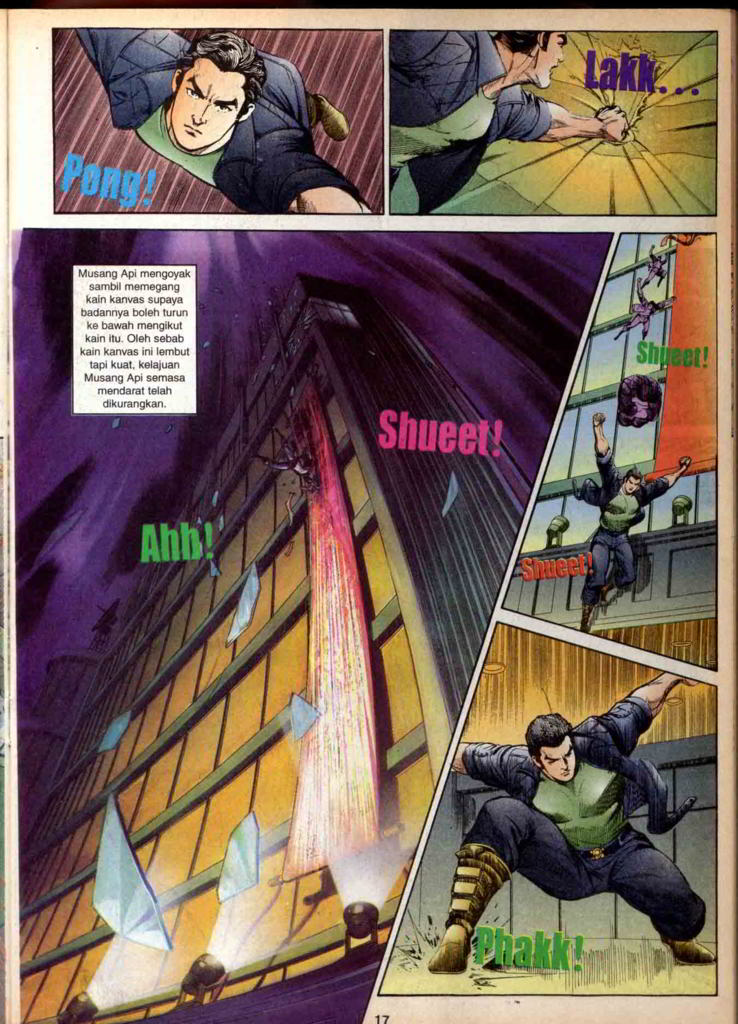 Pong!
Lakk...
Musang Api mengoyak
sambil memegang
kain kanvas supaya
badannya boleh turun
ke bawah mengikut
kain itu. Oleh sebab
kain kanvas ini lembut
tapi kuat, kelajuan
Musang Api semasa
mendarat telah
dikurangkan.
Shueet!
Ahh!
Shueet!
Shueet!
Phakk!
17